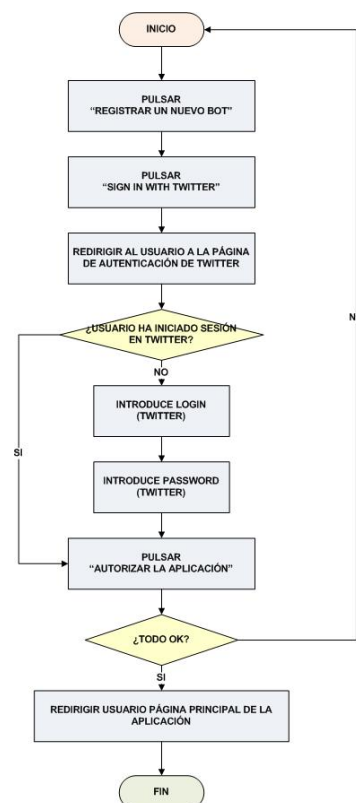 INICIO
PULSAR
“REGISTRAR UN NUEVO BOT”
PULSAR
“SIGN IN WITH TWITTER”
REDIRIGIR AL USUARIO A LA PÁGINA
DE AUTENTICACIÓN DE TWITTER
¿USUARIO HA INICIADO SESIÓN
EN TWITTER?
NO
SI
INTRODUCE LOGIN
(TWITTER)
INTRODUCE PASSWORD
(TWITTER)
PULSAR
“AUTORIZAR LA APLICACIÓN”
¿TODO OK?
N
SI
REDIRIGIR USUARIO PÁGINA PRINCIPAL DE LA
APLICACIÓN
FIN